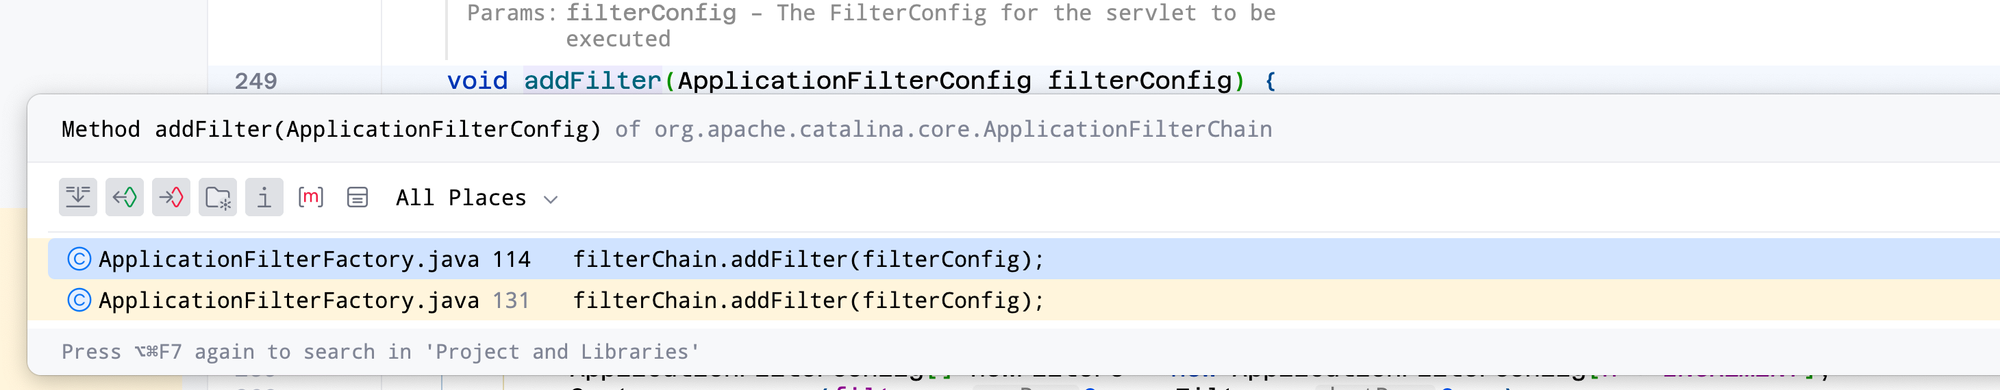 Params: filterConfig – The FilterConfig for the servlet to be
executed
249 void addFilter(ApplicationFilterConfig filterConfig) {
Method addFilter(ApplicationFilterConfig) of org.apache.catalina.core.ApplicationFilterChain
i [m] All Places
© ApplicationFilterFactory.java 114 filterChain.addFilter(filterConfig);
© ApplicationFilterFactory.java 131 filterChain.addFilter(filterConfig);
Press ⌥⌘F7 again to search in 'Project and Libraries'